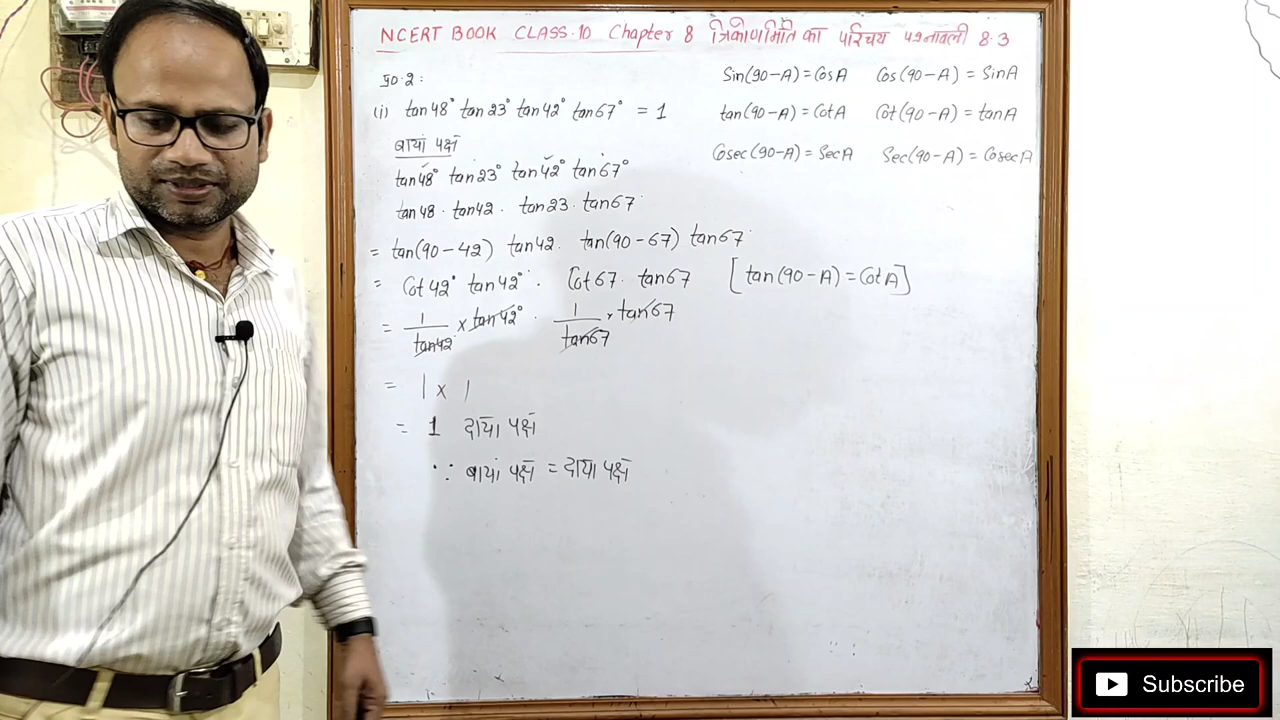 NCERT BOOK CLASS.10 Chapter 8 त्रिकोणमिति का परिचय प्रश्नावली 8.3
प्र०.2:
Sin(90-A)=CosA Cos(90-A) = SinA
(i) tan48° tan23° tan42° tan67° = 1
tan(90-A)=CotA Cot(90-A) = tanA
बायां पक्ष
Cosec(90-A)= SecA Sec(90-A)= CosecA
tan48° tan23° tan42° tan67°
tan48 · tan42 · tan23 · tan67
= tan(90-42) tan42 · tan(90-67) tan67
= Cot42° tan42° · Cot67 · tan67 [tan(90-A)=CotA]
= 1/tan42 × tan42° · 1/tan67 × tan67
= 1 × 1
= 1 दायां पक्ष
∵ बायां पक्ष = दायां पक्ष
Subscribe